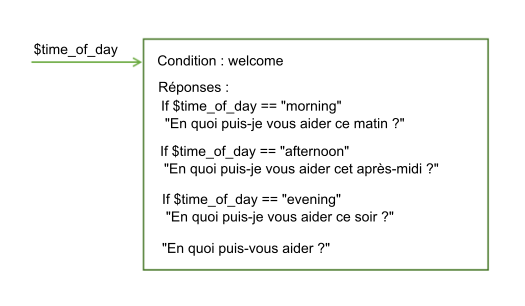 $time_of_day
Condition : welcome
Réponses :
If $time_of_day == "morning"
"En quoi puis-je vous aider ce matin ?"
If $time_of_day == "afternoon"
"En quoi puis-je vous aider cet après-midi ?"
If $time_of_day == "evening"
"En quoi puis-je vous aider ce soir ?"
"En quoi puis-vous aider ?"